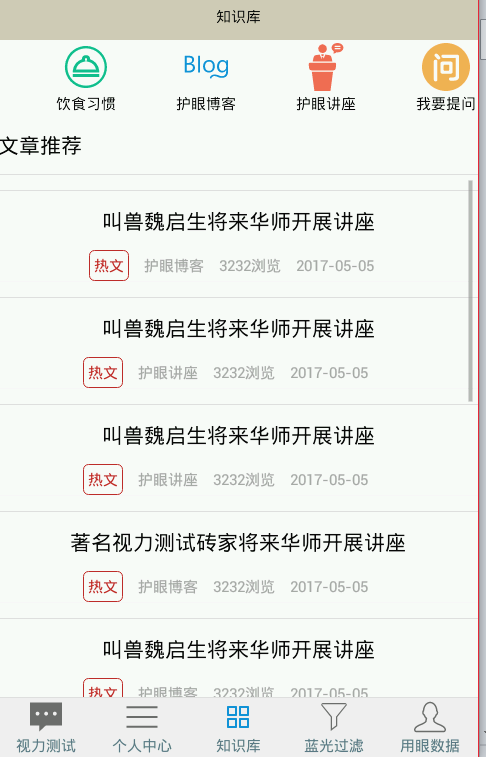 知识库
Blog 问
饮食习惯 护眼博客 护眼讲座 我要提问
文章推荐
叫兽魏启生将来华师开展讲座
热文 护眼博客 3232浏览 2017-05-05
叫兽魏启生将来华师开展讲座
热文 护眼讲座 3232浏览 2017-05-05
叫兽魏启生将来华师开展讲座
热文 护眼讲座 3232浏览 2017-05-05
著名视力测试砖家将来华师开展讲座
热文 护眼博客 3232浏览 2017-05-05
叫兽魏启生将来华师开展讲座
热文 护眼博客 3232浏览 2017-05-05
视力测试 个人中心 知识库 蓝光过滤 用眼数据